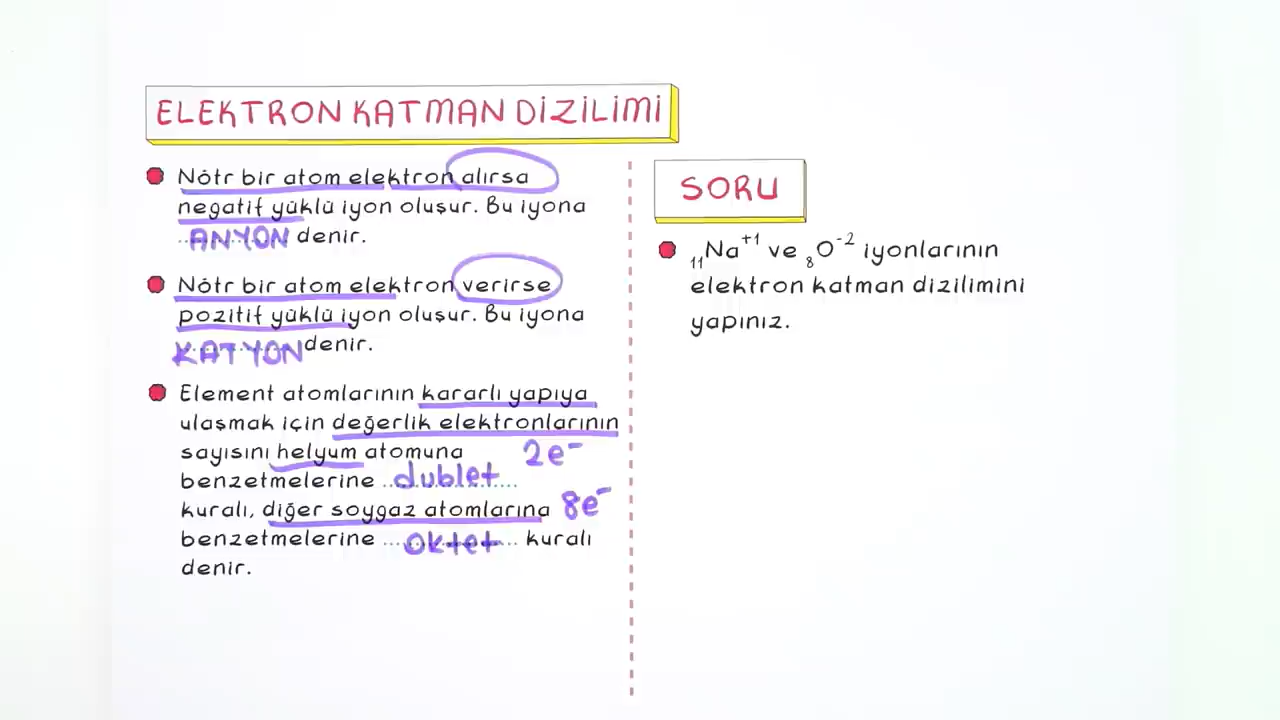 ELEKTRON KATMAN DİZİLİMİ
Nötr bir atom elektron alırsa
negatif yüklü iyon oluşur. Bu iyona
ANYON denir.
Nötr bir atom elektron verirse
pozitif yüklü iyon oluşur. Bu iyona
KATYON denir.
Element atomlarının kararlı yapıya
ulaşmak için değerlik elektronlarının
sayısını helyum atomuna 2e⁻
benzetmelerine dublet
kuralı, diğer soygaz atomlarına 8e⁻
benzetmelerine oktet kuralı
denir.
SORU
₁₁Na⁺¹ ve ₈O⁻² iyonlarının
elektron katman dizilimini
yapınız.